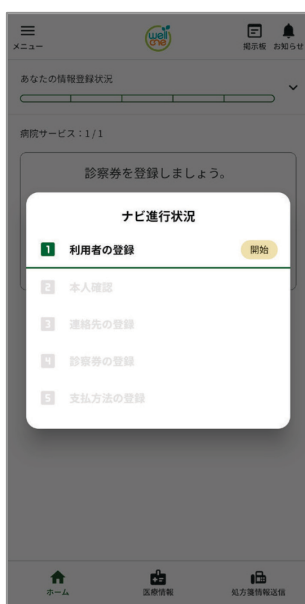 メニュー
well
one
掲示板
お知らせ
あなたの情報登録状況
病院サービス：1 / 1
診察券を登録しましょう。
ナビ進行状況
1 利用者の登録 開始
2 本人確認
3 連絡先の登録
4 診察券の登録
5 支払方法の登録
ホーム
医療情報
処方箋情報送信